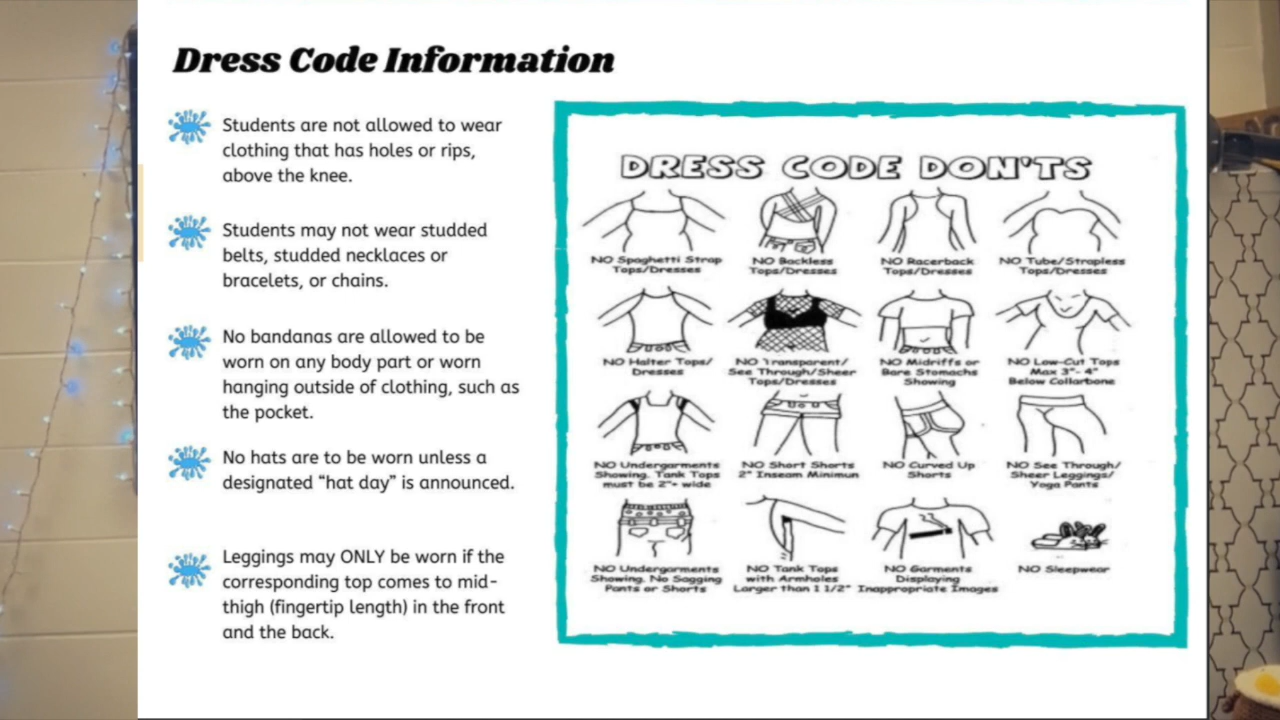 Dress Code Information
Students are not allowed to wear
clothing that has holes or rips,
above the knee.
Students may not wear studded
belts, studded necklaces or
bracelets, or chains.
No bandanas are allowed to be
worn on any body part or worn
hanging outside of clothing, such as
the pocket.
No hats are to be worn unless a
designated “hat day” is announced.
Leggings may ONLY be worn if the
corresponding top comes to mid-
thigh (fingertip length) in the front
and the back.
DRESS CODE DON'TS
NO Spaghetti Strap
Tops/Dresses
NO Backless
Tops/Dresses
NO Racerback
Tops/Dresses
NO Tube/Strapless
Tops/Dresses
NO Halter Tops/
Dresses
NO Transparent/
See Through/Sheer
Tops/Dresses
NO Midriffs or
Bare Stomachs
Showing
NO Low-Cut Tops
Max 3"- 4"
Below Collarbone
NO Undergarments
Showing. Tank Tops
must be 2"+ wide
NO Short Shorts
2" Inseam Minimun
NO Curved Up
Shorts
NO See Through/
Sheer Leggings/
Yoga Pants
NO Undergarments
Showing. No Sagging
Pants or Shorts
NO Tank Tops
with Armholes
Larger than 1 1/2"
NO Garments
Displaying
Inappropriate Images
NO Sleepwear